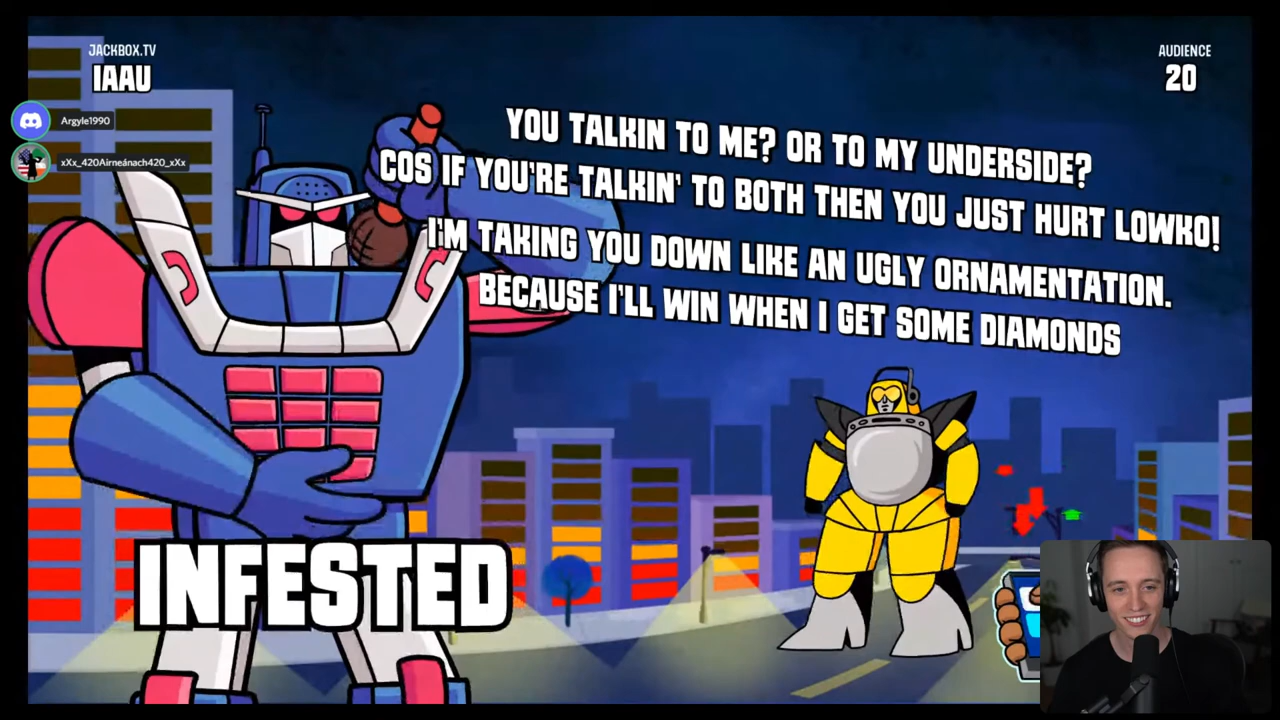 JACKBOX.TV
IAAU
AUDIENCE
20
Argyle1990
xXx_420Airneánach420_xXx
YOU TALKIN TO ME? OR TO MY UNDERSIDE?
COS IF YOU'RE TALKIN' TO BOTH THEN YOU JUST HURT LOWKO!
I'M TAKING YOU DOWN LIKE AN UGLY ORNAMENTATION.
BECAUSE I'LL WIN WHEN I GET SOME DIAMONDS
INFESTED